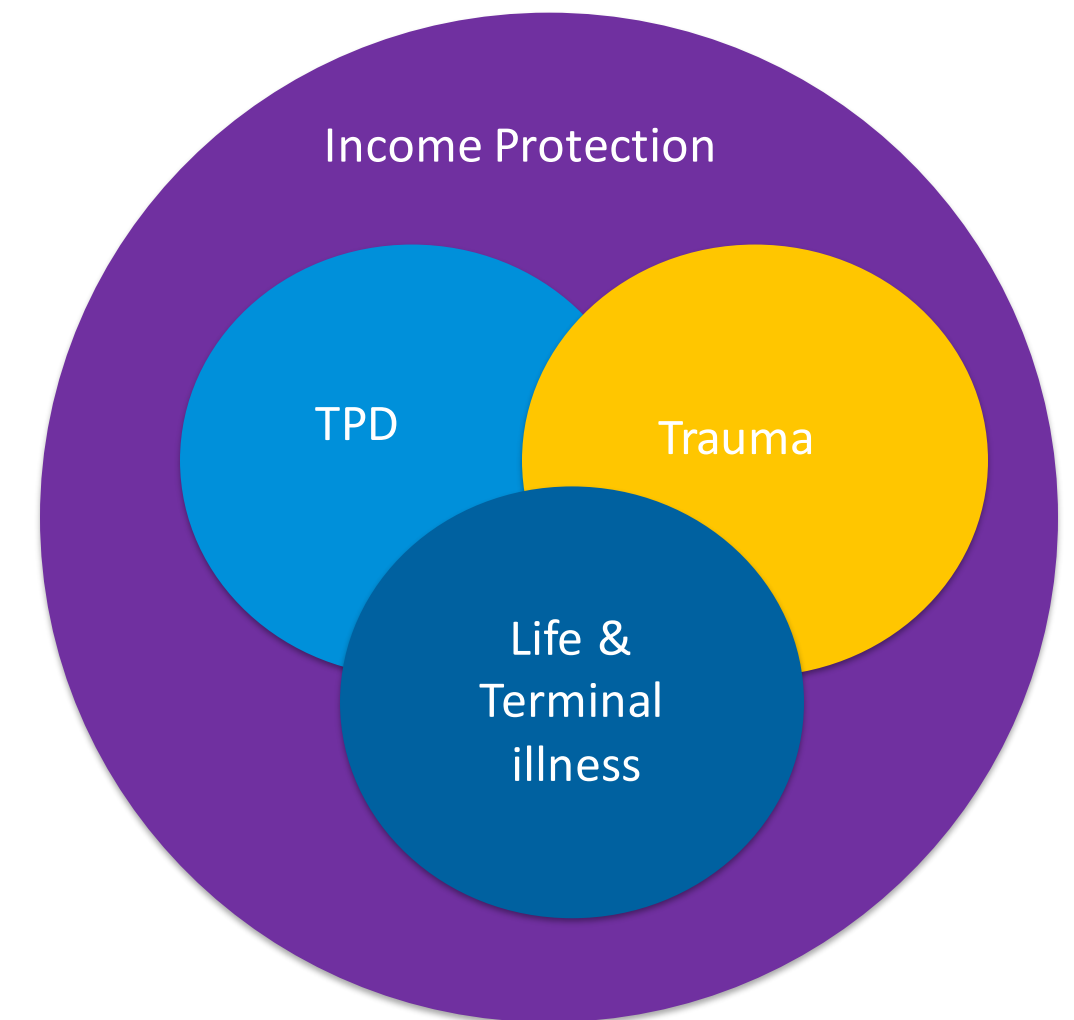 Income Protection
TPD
Trauma
Life &
Terminal
illness